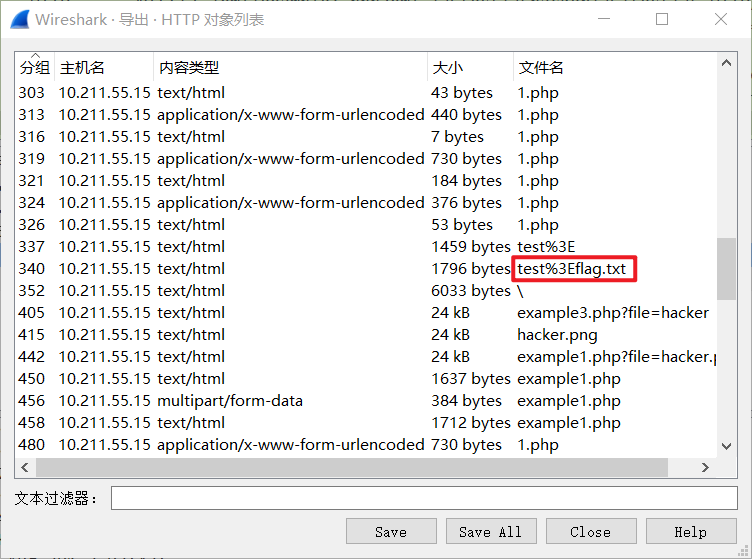 Wireshark · 导出 · HTTP 对象列表
分组 主机名 内容类型 大小 文件名
303 10.211.55.15 text/html 43 bytes 1.php
313 10.211.55.15 application/x-www-form-urlencoded 440 bytes 1.php
316 10.211.55.15 text/html 7 bytes 1.php
319 10.211.55.15 application/x-www-form-urlencoded 730 bytes 1.php
321 10.211.55.15 text/html 184 bytes 1.php
324 10.211.55.15 application/x-www-form-urlencoded 376 bytes 1.php
326 10.211.55.15 text/html 53 bytes 1.php
337 10.211.55.15 text/html 1459 bytes test%3E
340 10.211.55.15 text/html 1796 bytes test%3Eflag.txt
352 10.211.55.15 text/html 6033 bytes \
405 10.211.55.15 text/html 24 kB example3.php?file=hacker
415 10.211.55.15 text/html 24 kB hacker.png
442 10.211.55.15 text/html 24 kB example1.php?file=hacker.p
450 10.211.55.15 text/html 1637 bytes example1.php
456 10.211.55.15 multipart/form-data 384 bytes example1.php
458 10.211.55.15 text/html 1712 bytes example1.php
480 10.211.55.15 application/x-www-form-urlencoded 730 bytes 1.php
文本过滤器：
Save Save All Close Help